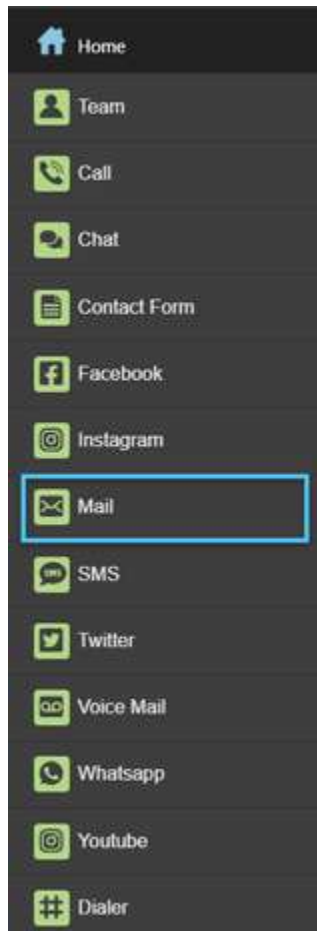 Home
Team
Call
Chat
Contact Form
Facebook
Instagram
Mail
SMS
Twitter
Voice Mail
Whatsapp
Youtube
Dialer